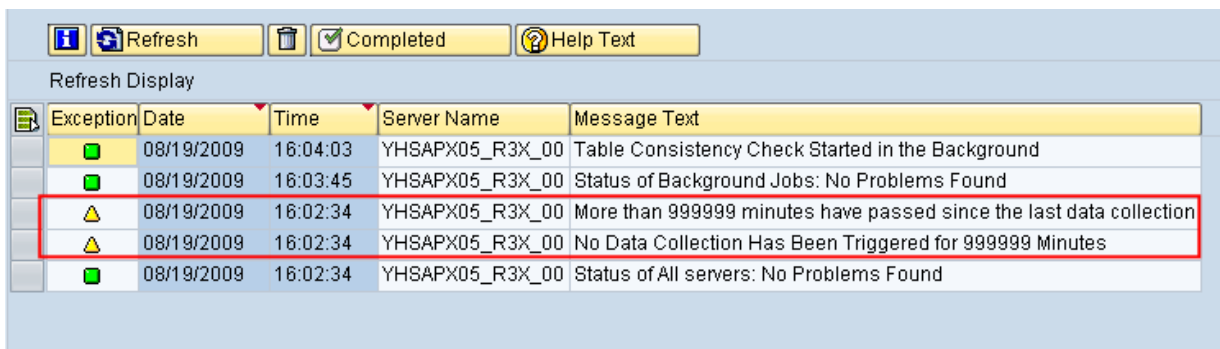 Refresh Completed Help Text
Refresh Display
Exception Date Time Server Name Message Text
08/19/2009 16:04:03 YHSAPX05_R3X_00 Table Consistency Check Started in the Background
08/19/2009 16:03:45 YHSAPX05_R3X_00 Status of Background Jobs: No Problems Found
08/19/2009 16:02:34 YHSAPX05_R3X_00 More than 999999 minutes have passed since the last data collection
08/19/2009 16:02:34 YHSAPX05_R3X_00 No Data Collection Has Been Triggered for 999999 Minutes
08/19/2009 16:02:34 YHSAPX05_R3X_00 Status of All servers: No Problems Found